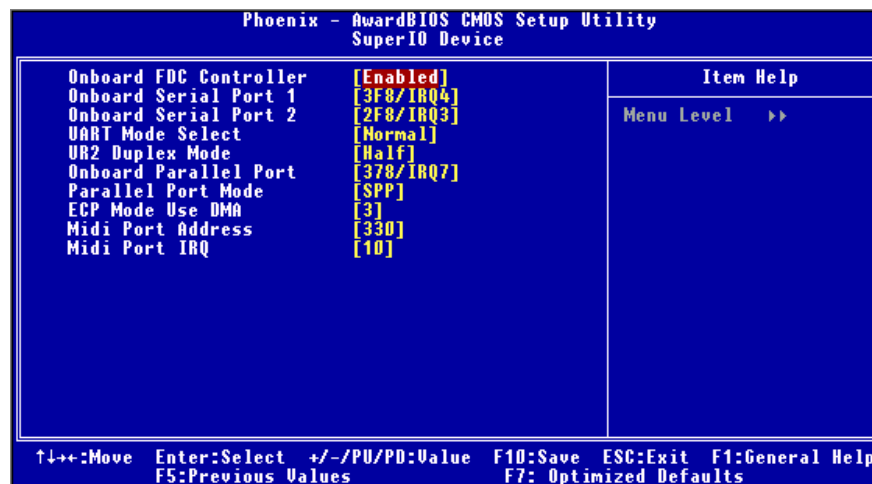 Phoenix - AwardBIOS CMOS Setup Utility
SuperIO Device
Onboard FDC Controller [Enabled]
Onboard Serial Port 1 [3F8/IRQ4]
Onboard Serial Port 2 [2F8/IRQ3]
UART Mode Select [Normal]
UR2 Duplex Mode [Half]
Onboard Parallel Port [378/IRQ7]
Parallel Port Mode [SPP]
ECP Mode Use DMA [3]
Midi Port Address [330]
Midi Port IRQ [10]
Item Help
Menu Level ▸▸
↑↓→←:Move Enter:Select +/-/PU/PD:Value F10:Save ESC:Exit F1:General Help
F5:Previous Values F7: Optimized Defaults